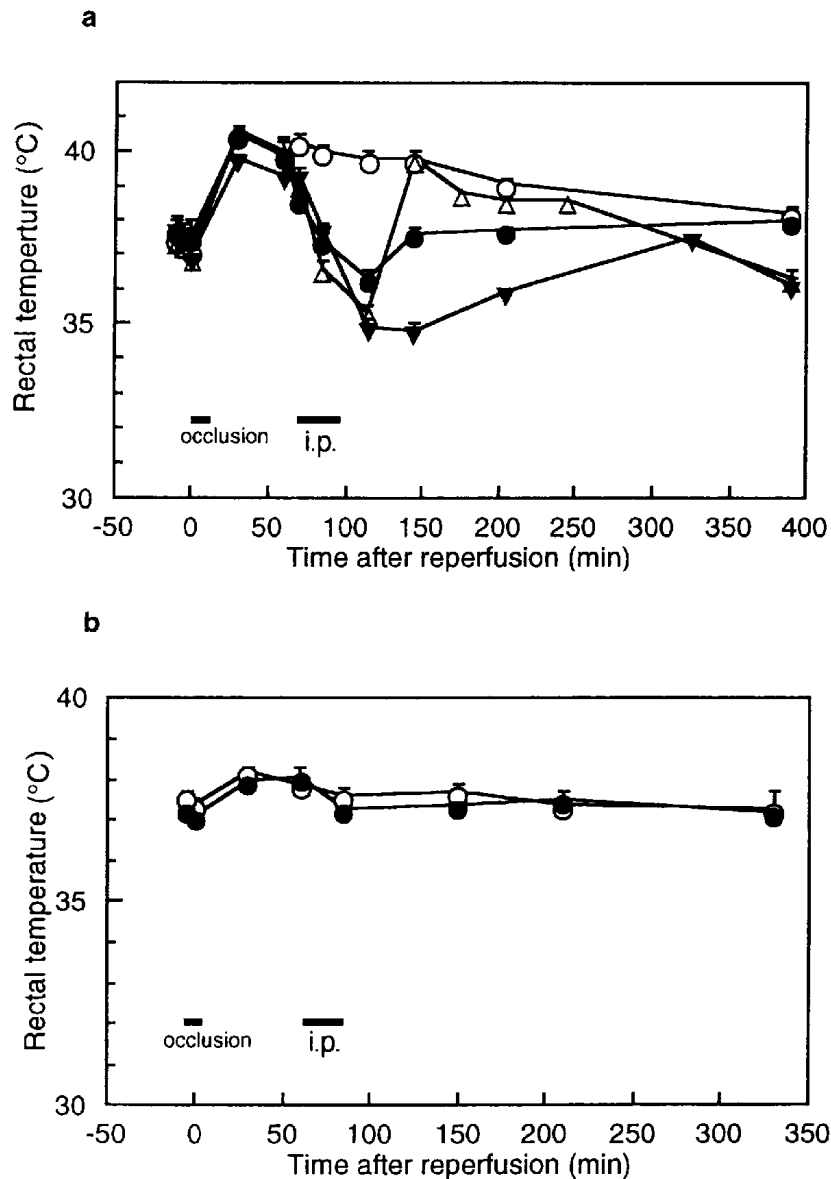 a
Rectal temperture (°C)
40
35
30
occlusion
i.p.
-50 0 50 100 150 200 250 300 350 400
Time after reperfusion (min)
b
Rectal temperature (°C)
40
35
30
occlusion
i.p.
-50 0 50 100 150 200 250 300 350
Time after reperfusion (min)